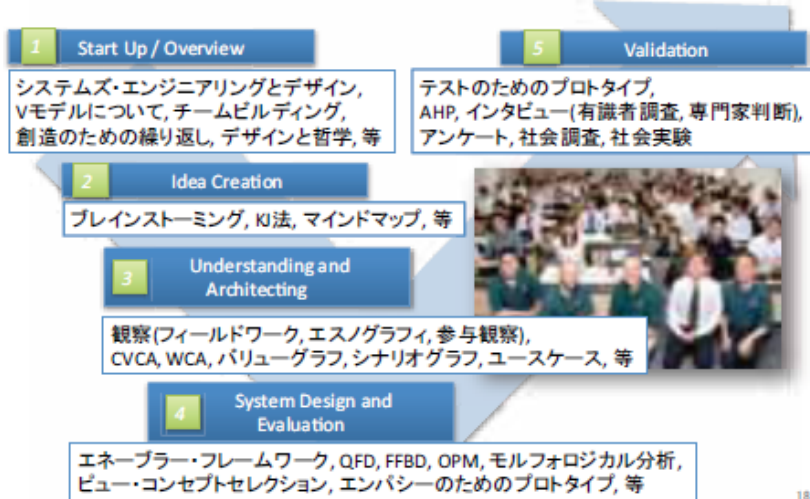 1 Start Up / Overview
システムズ・エンジニアリングとデザイン,
Vモデルについて, チームビルディング,
創造のための繰り返し, デザインと哲学, 等
2 Idea Creation
ブレインストーミング, KJ法, マインドマップ, 等
3 Understanding and
Architecting
観察(フィールドワーク, エスノグラフィ, 参与観察),
CVCA, WCA, バリューグラフ, シナリオグラフ, ユースケース, 等
4 System Design and
Evaluation
エネーブラー・フレームワーク, QFD, FFBD, OPM, モルフォロジカル分析,
ピュー・コンセプトセレクション, エンパシーのためのプロトタイプ, 等
5 Validation
テストのためのプロトタイプ,
AHP, インタビュー(有識者調査, 専門家判断),
アンケート, 社会調査, 社会実験
18